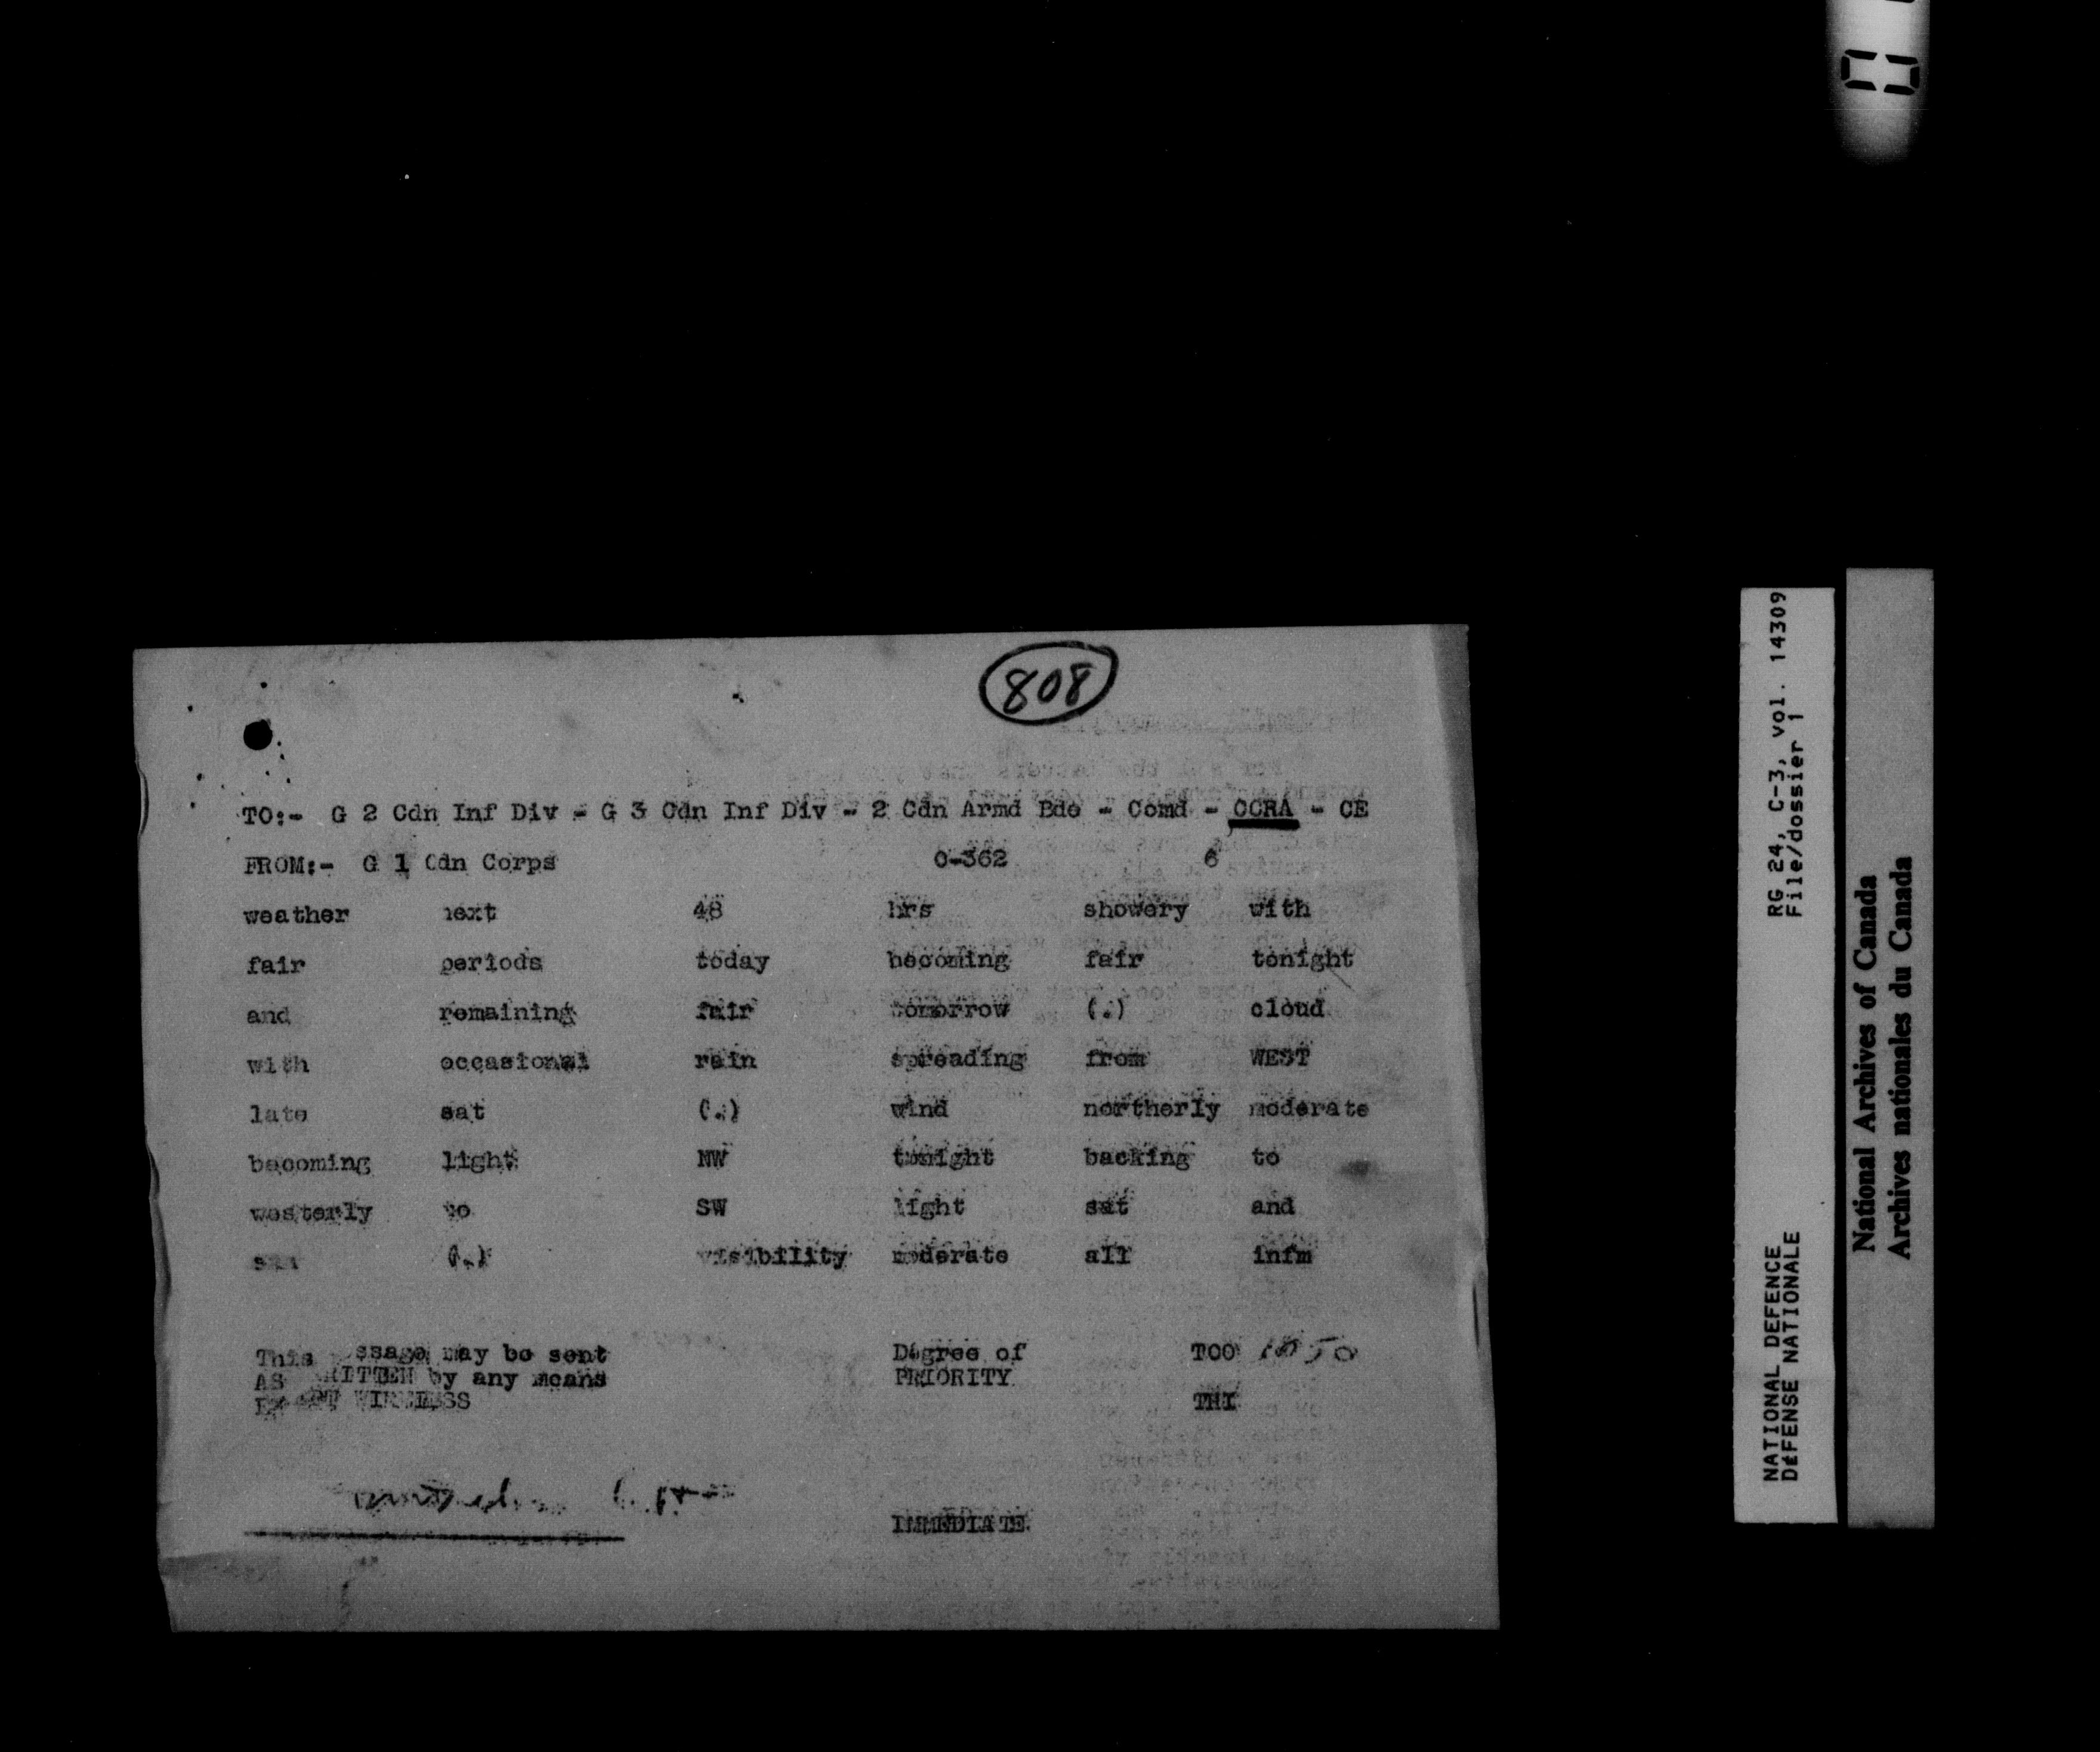 808
TO:- G 2 Cdn Inf Div - G 3 Cdn Inf Div - 2 Cdn Armd Bde - Comd - CCRA - CE
FROM:- G 1 Cdn Corps O-362 6
weather next 48 hrs showery with
fair periods today becoming fair tonight
and remaining fair tomorrow (.) cloud
with occasional rain spreading from WEST
late sat (.) wind northerly moderate
becoming light NW tonight backing to
westerly to SW light sat and
sun (.) visibility moderate all infm
This message may be sent
AS WRITTEN by any means
EXCEPT WIRELESS
Degree of
PRIORITY
TOO 1050
THI
IMMEDIATE
RG 24, C-3, vol. 14309
File/dossier 1
NATIONAL DEFENCE
DÉFENSE NATIONALE
National Archives of Canada
Archives nationales du Canada